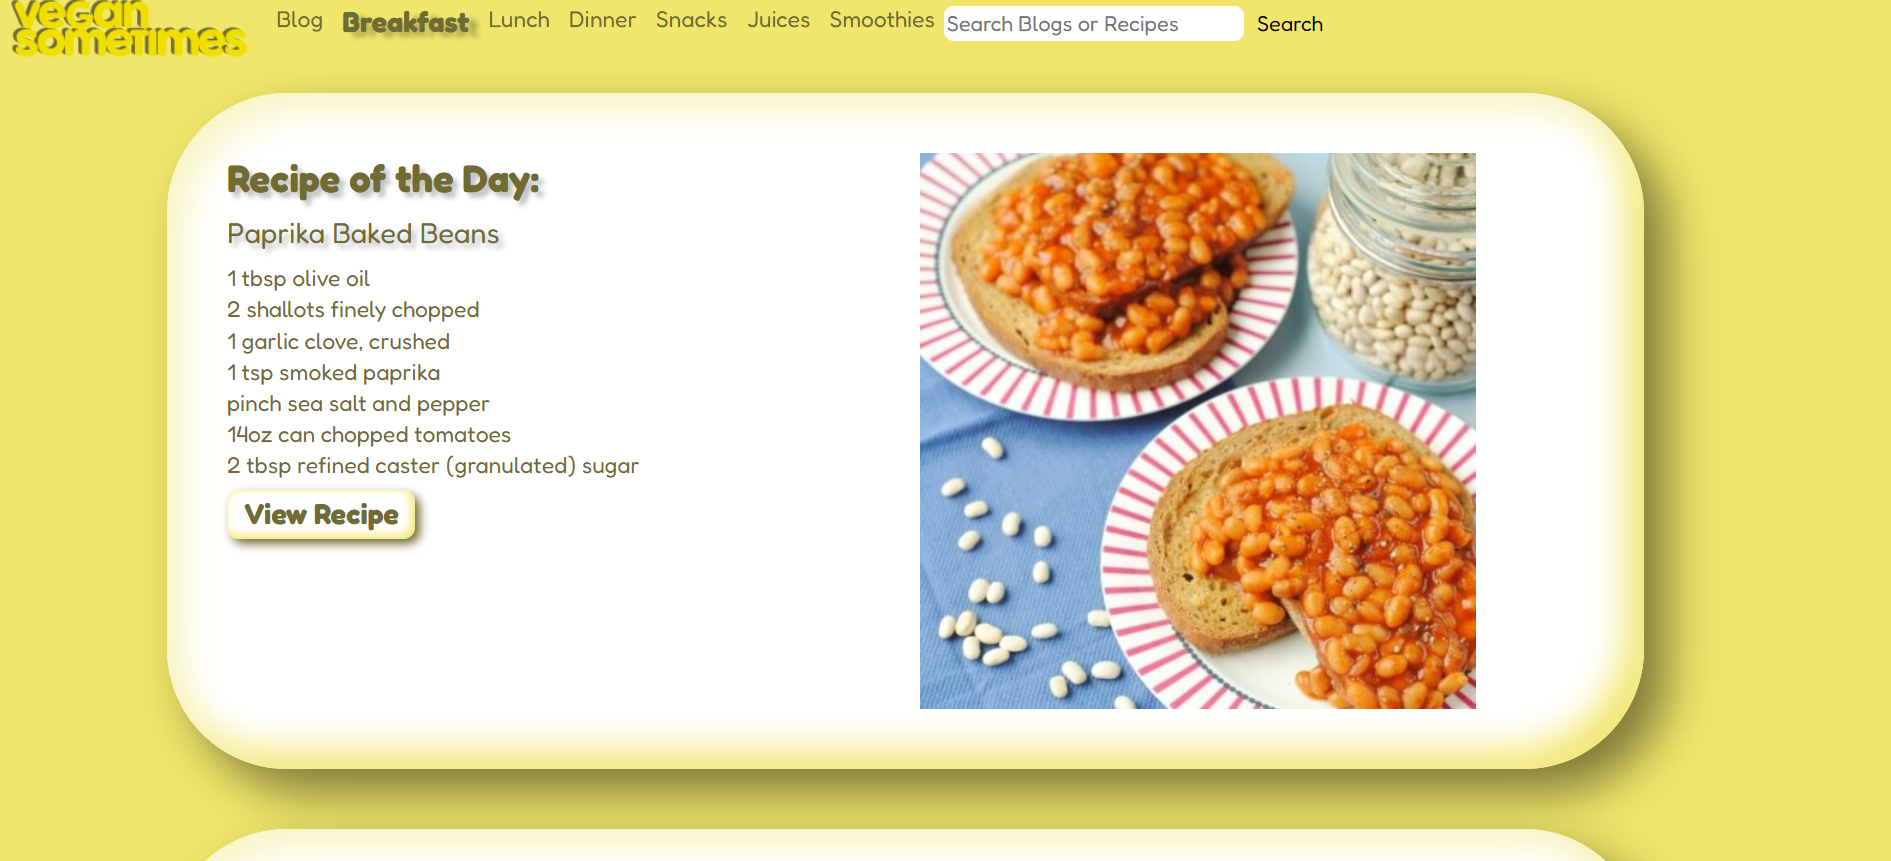 vegan
sometimes
Blog Breakfast Lunch Dinner Snacks Juices Smoothies Search Blogs or Recipes Search
Recipe of the Day:
Paprika Baked Beans
1 tbsp olive oil
2 shallots finely chopped
1 garlic clove, crushed
1 tsp smoked paprika
pinch sea salt and pepper
14oz can chopped tomatoes
2 tbsp refined caster (granulated) sugar
View Recipe